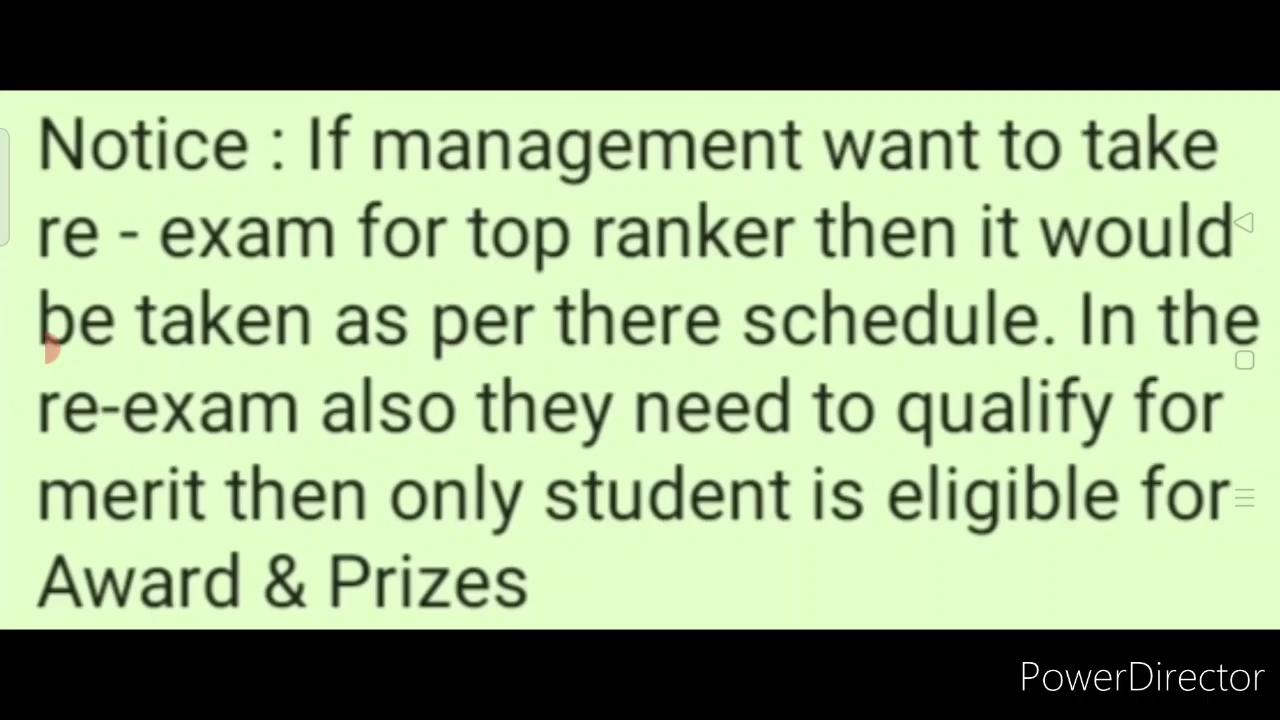 Notice : If management want to take
re - exam for top ranker then it would
be taken as per there schedule. In the
re-exam also they need to qualify for
merit then only student is eligible for
Award & Prizes
PowerDirector